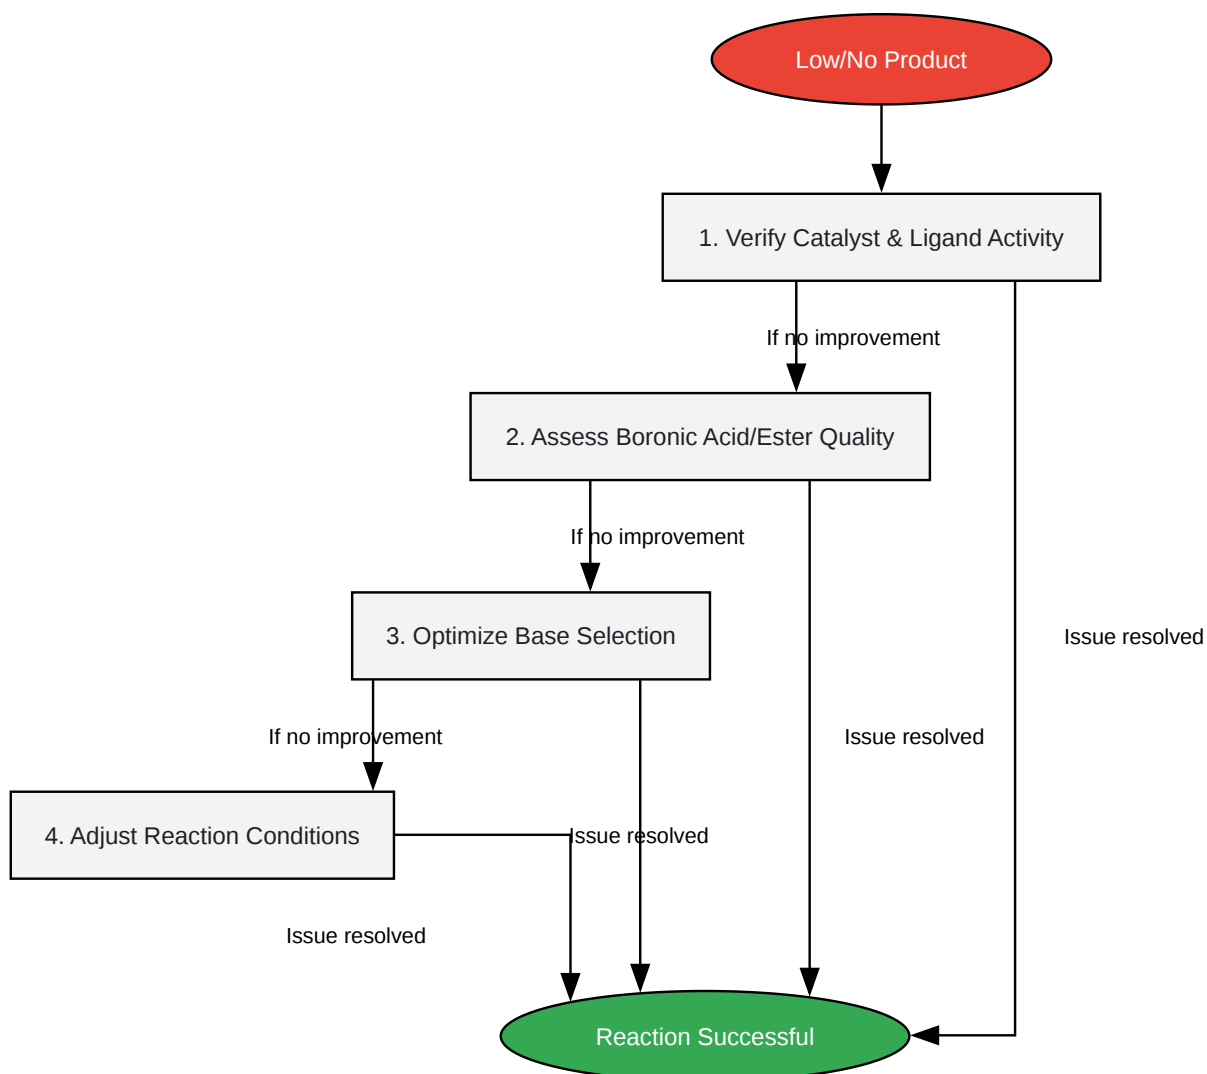 Low/No Product
1. Verify Catalyst & Ligand Activity
If no improvement
2. Assess Boronic Acid/Ester Quality
If no improvement
3. Optimize Base Selection
Issue resolved
If no improvement
Issue resolved
4. Adjust Reaction Conditions
Issue resolved
Issue resolved
Reaction Successful